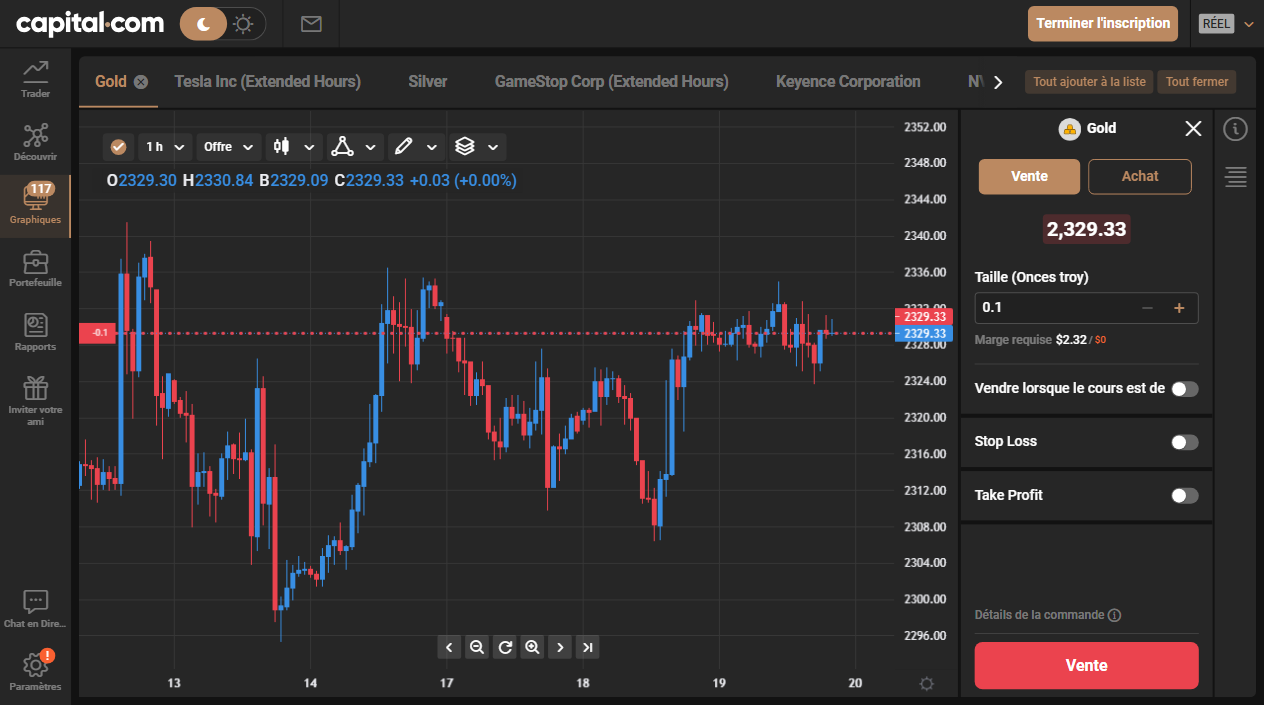 capital.com
Terminer l'inscription
RÉEL
Trader
Découvrir
117
Graphiques
Portefeuille
Rapports
Inviter votre
ami
Chat en Dire...
!
Paramètres
Gold
Tesla Inc (Extended Hours)
Silver
GameStop Corp (Extended Hours)
Keyence Corporation
Tout ajouter à la liste
Tout fermer
1 h
Offre
O2329.30 H2330.84 B2329.09 C2329.33 +0.03 (+0.00%)
2352.00
2348.00
2344.00
2340.00
2336.00
2332.00
2329.33
2329.33
2328.00
2324.00
2320.00
2316.00
2312.00
2308.00
2304.00
2300.00
2296.00
-0.1
13
14
17
18
19
20
Gold
Vente
Achat
2,329.33
Taille (Onces troy)
0.1
Marge requise $2.32 / $0
Vendre lorsque le cours est de
Stop Loss
Take Profit
Détails de la commande
Vente